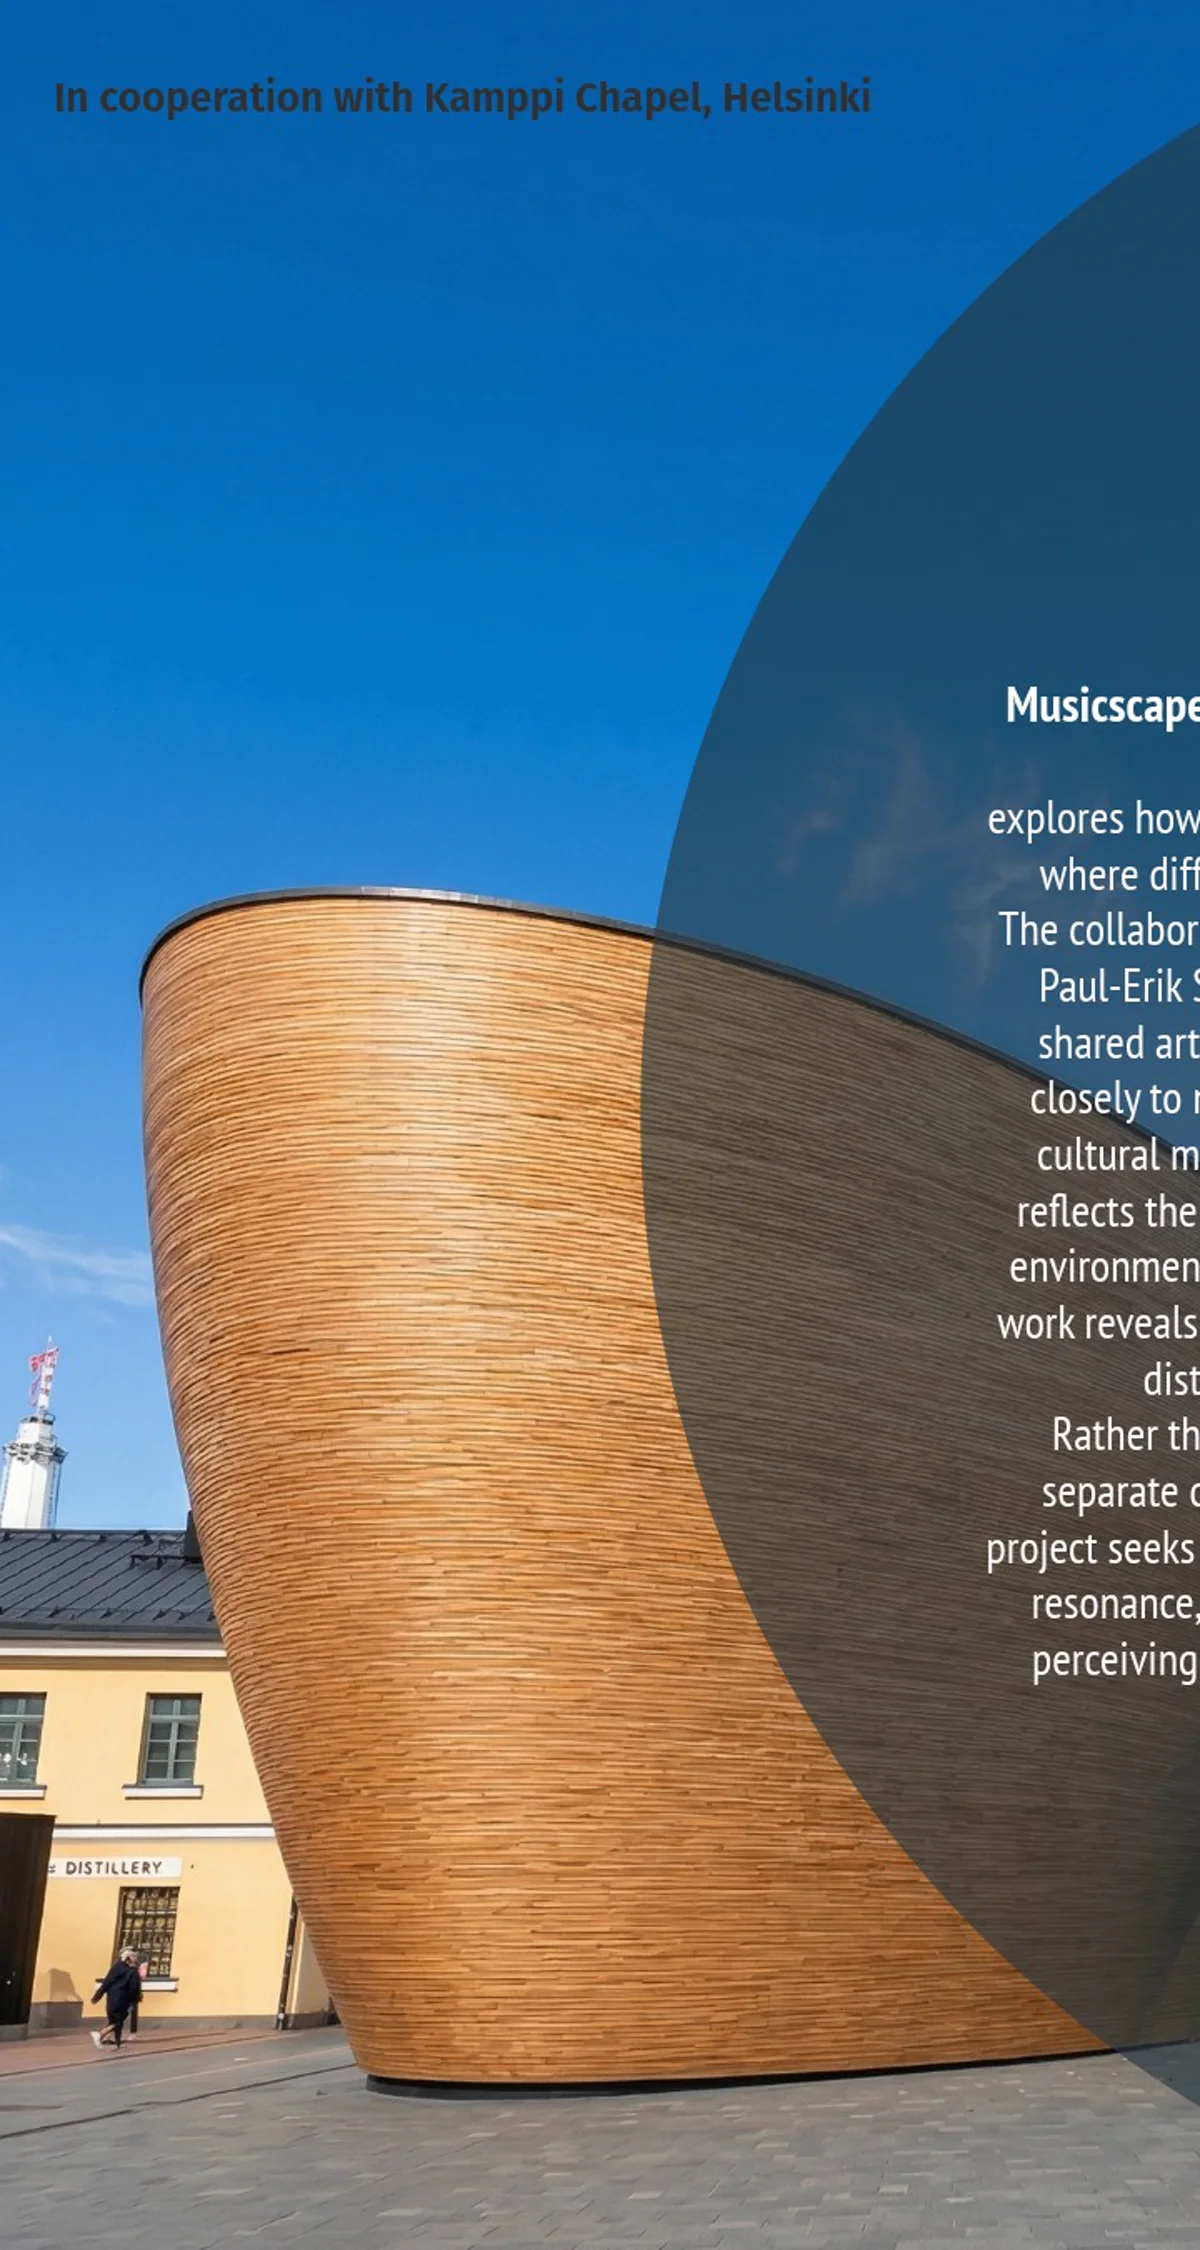 In cooperation with Kamppi Chapel, Helsinki
Musicscape
explores how
where diff
The collabor
Paul-Erik S
shared art
closely to
cultural m
reflects the
environmen
work reveals
dist
Rather th
separate
project seeks
resonance,
perceiving
DISTILLERY